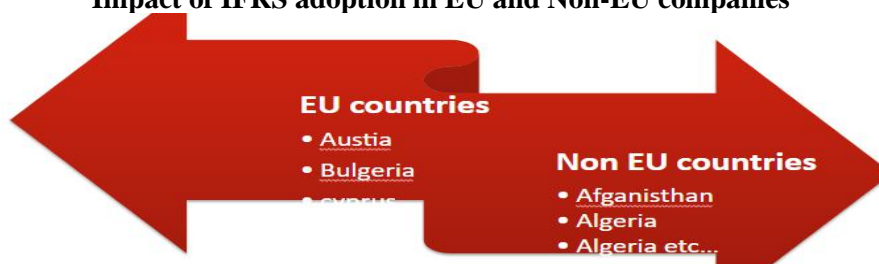 Impact of IFRS adoption in EU and Non-EU companies
EU countries
• Austia
• Bulgeria
• cyprus
Non EU countries
• Afganisthan
• Algeria
• Algeria etc...